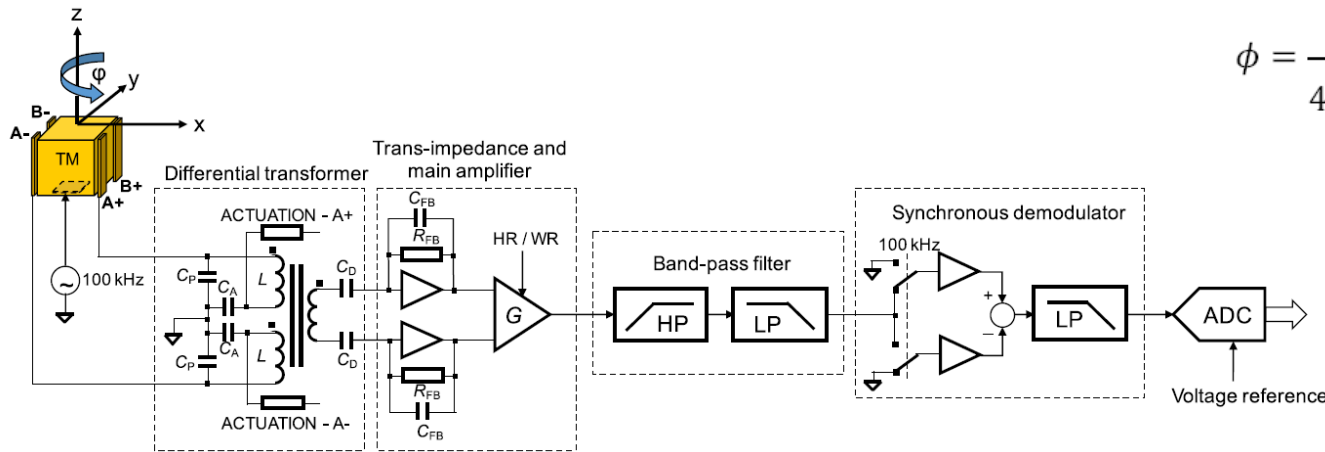 z
φ
y
x
B-
A-
TM
B+
A+
100 kHz
Differential transformer
ACTUATION - A+
C_P
C_A
L
C_A
L
C_P
C_D
C_D
ACTUATION - A-
Trans-impedance and
main amplifier
C_FB
R_FB
HR / WR
G
R_FB
C_FB
Band-pass filter
HP
LP
Synchronous demodulator
100 kHz
+
−
LP
ADC
Voltage reference
ϕ =
4